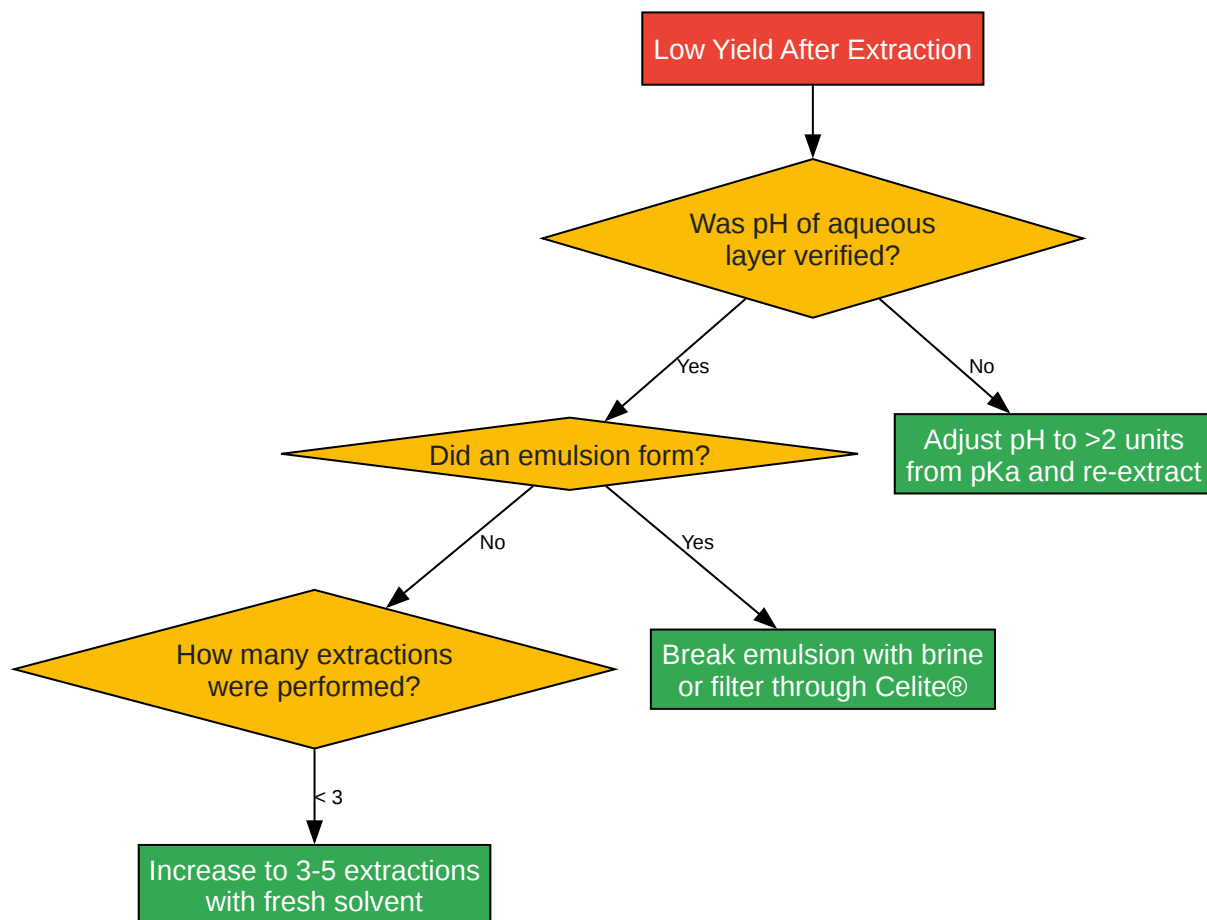 Low Yield After Extraction
Was pH of aqueous
layer verified?
Yes
No
Did an emulsion form?
Adjust pH to >2 units
from pKa and re-extract
No
Yes
How many extractions
were performed?
Break emulsion with brine
or filter through Celite®
< 3
Increase to 3-5 extractions
with fresh solvent